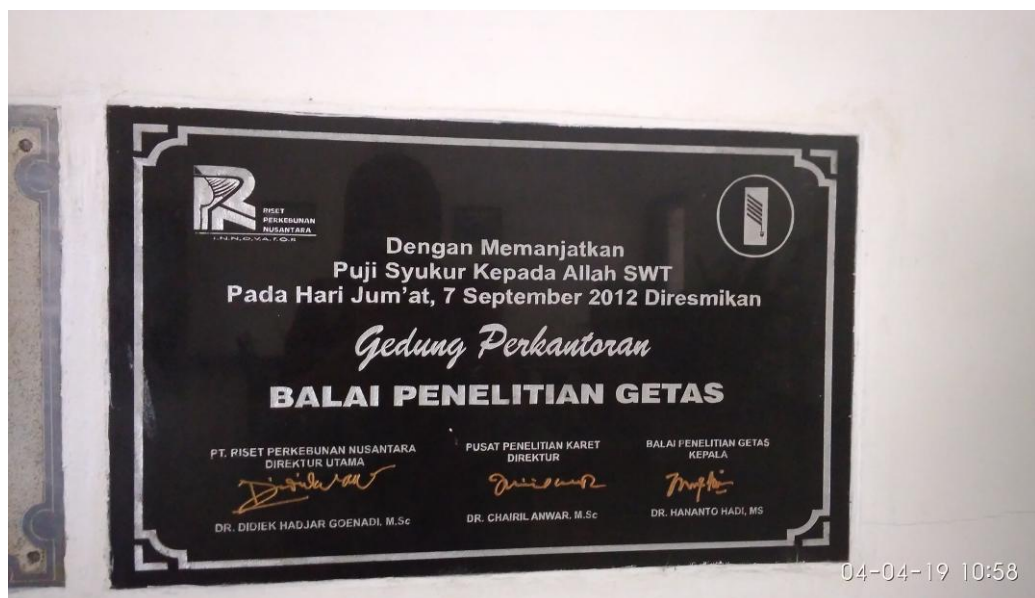 RISET
PERKEBUNAN
NUSANTARA
I.N.N.O.V.A.T.O.R
Dengan Memanjatkan
Puji Syukur Kepada Allah SWT
Pada Hari Jum'at, 7 September 2012 Diresmikan
Gedung Perkantoran
BALAI PENELITIAN GETAS
PT. RISET PERKEBUNAN NUSANTARA
DIREKTUR UTAMA
DR. DIDIEK HADJAR GOENADI, M.Sc
PUSAT PENELITIAN KARET
DIREKTUR
DR. CHAIRIL ANWAR. M.Sc
BALAI PENELITIAN GETAS
KEPALA
DR. HANANTO HADI, MS
04-04-19 10:58